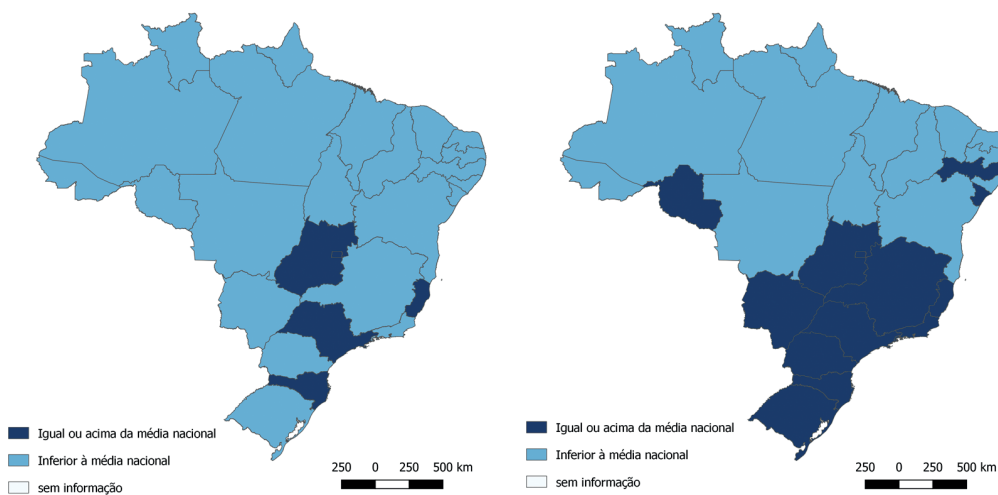 Igual ou acima da média nacional
Inferior à média nacional
sem informação
250 0 250 500 km
Igual ou acima da média nacional
Inferior à média nacional
sem informação
250 0 250 500 km